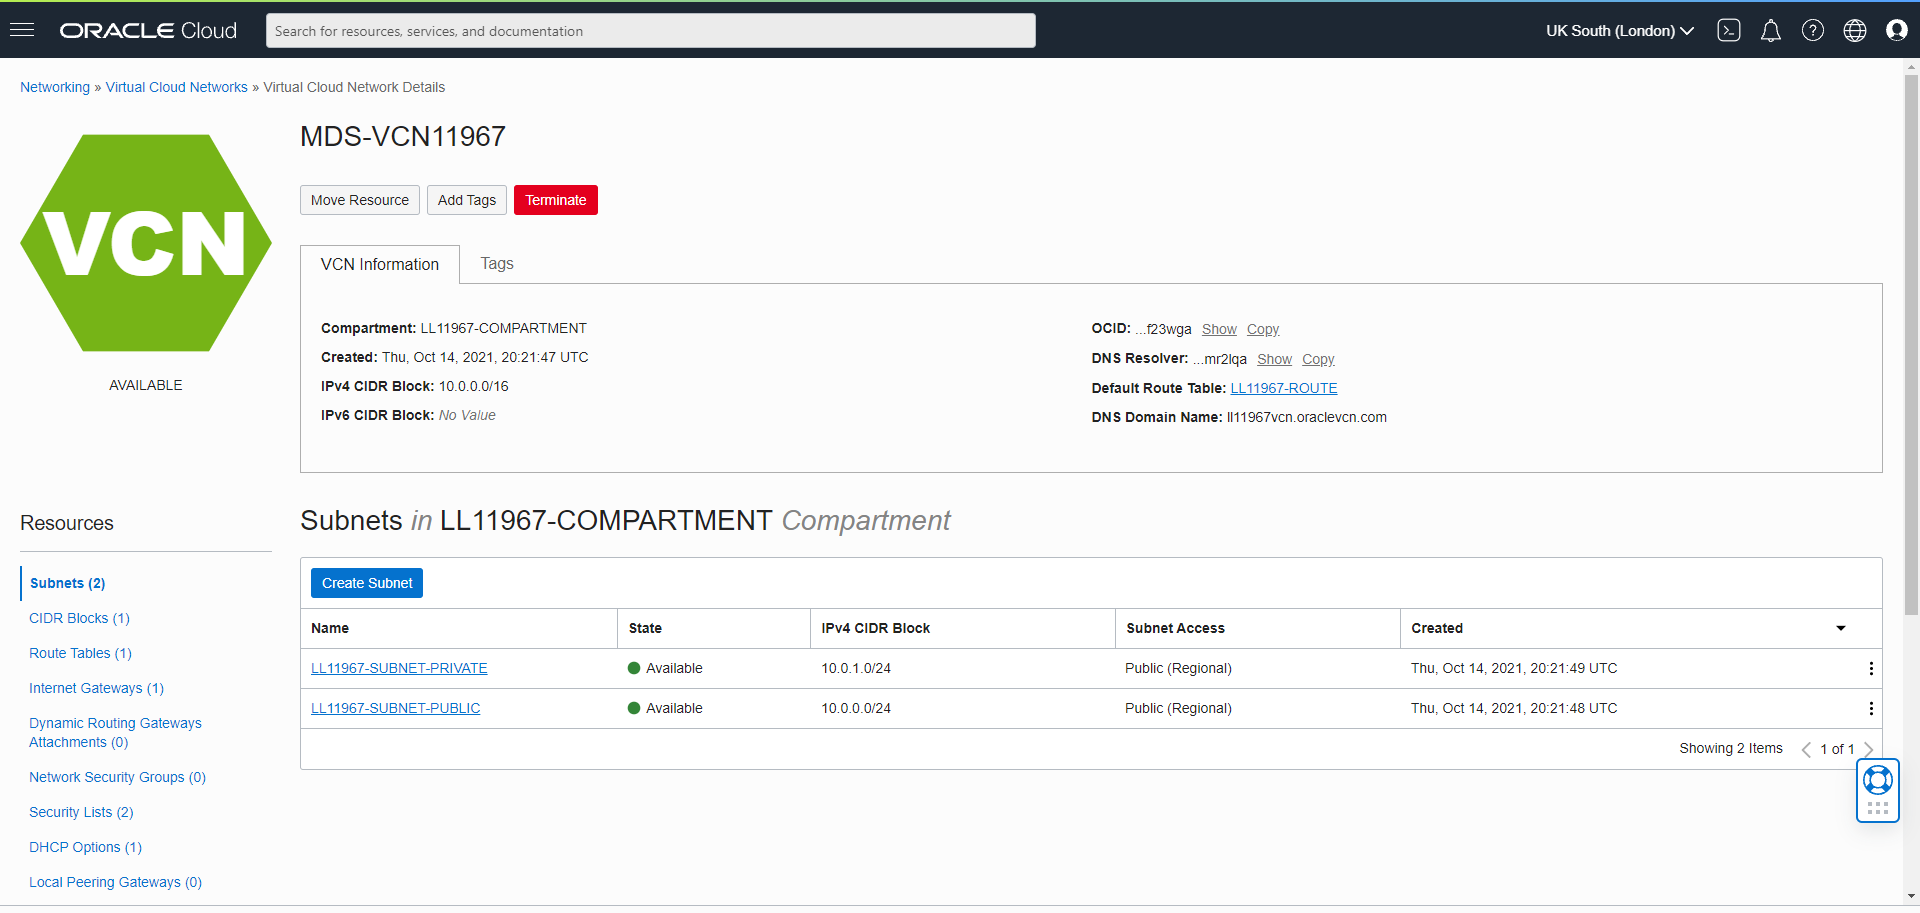 ORACLE Cloud
Search for resources, services, and documentation
UK South (London)
Networking » Virtual Cloud Networks » Virtual Cloud Network Details
VCN
AVAILABLE
MDS-VCN11967
Move Resource
Add Tags
Terminate
VCN Information
Tags
Compartment: LL11967-COMPARTMENT
Created: Thu, Oct 14, 2021, 20:21:47 UTC
IPv4 CIDR Block: 10.0.0.0/16
IPv6 CIDR Block: No Value
OCID: ...f23wga Show Copy
DNS Resolver: ...mr2lqa Show Copy
Default Route Table: LL11967-ROUTE
DNS Domain Name: ll11967vcn.oraclevcn.com
Resources
Subnets (2)
CIDR Blocks (1)
Route Tables (1)
Internet Gateways (1)
Dynamic Routing Gateways
Attachments (0)
Network Security Groups (0)
Security Lists (2)
DHCP Options (1)
Local Peering Gateways (0)
Subnets in LL11967-COMPARTMENT Compartment
Create Subnet
Name State IPv4 CIDR Block Subnet Access Created
LL11967-SUBNET-PRIVATE Available 10.0.1.0/24 Public (Regional) Thu, Oct 14, 2021, 20:21:49 UTC
LL11967-SUBNET-PUBLIC Available 10.0.0.0/24 Public (Regional) Thu, Oct 14, 2021, 20:21:48 UTC
Showing 2 Items 1 of 1